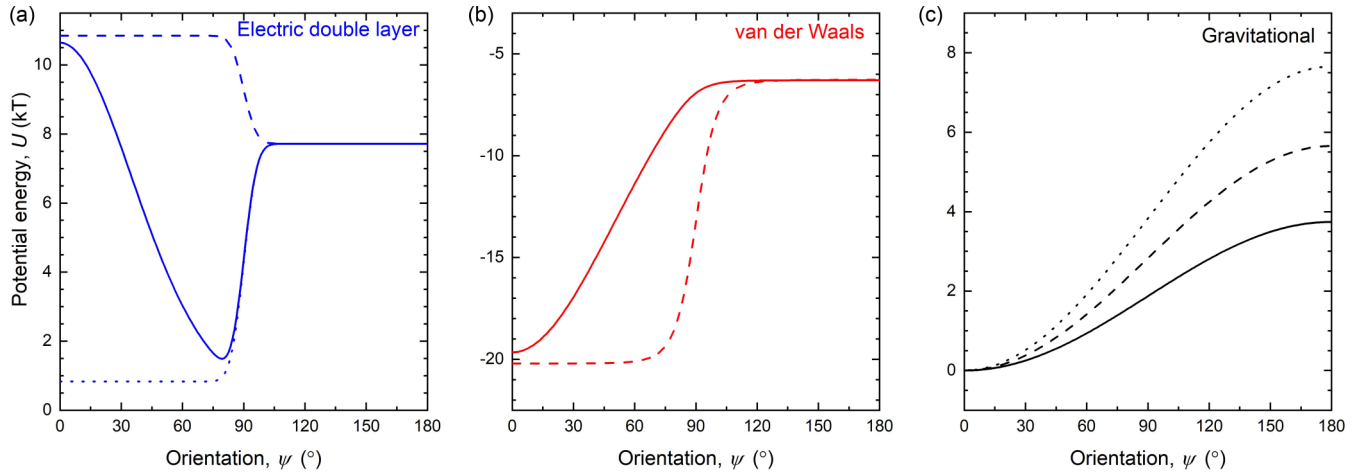 (a)
Electric double layer
10
8
6
4
2
0
Potential energy, U (kT)
0 30 60 90 120 150 180
Orientation, ψ (°)
(b)
van der Waals
-5
-10
-15
-20
0 30 60 90 120 150 180
Orientation, ψ (°)
(c)
Gravitational
8
6
4
2
0
0 30 60 90 120 150 180
Orientation, ψ (°)